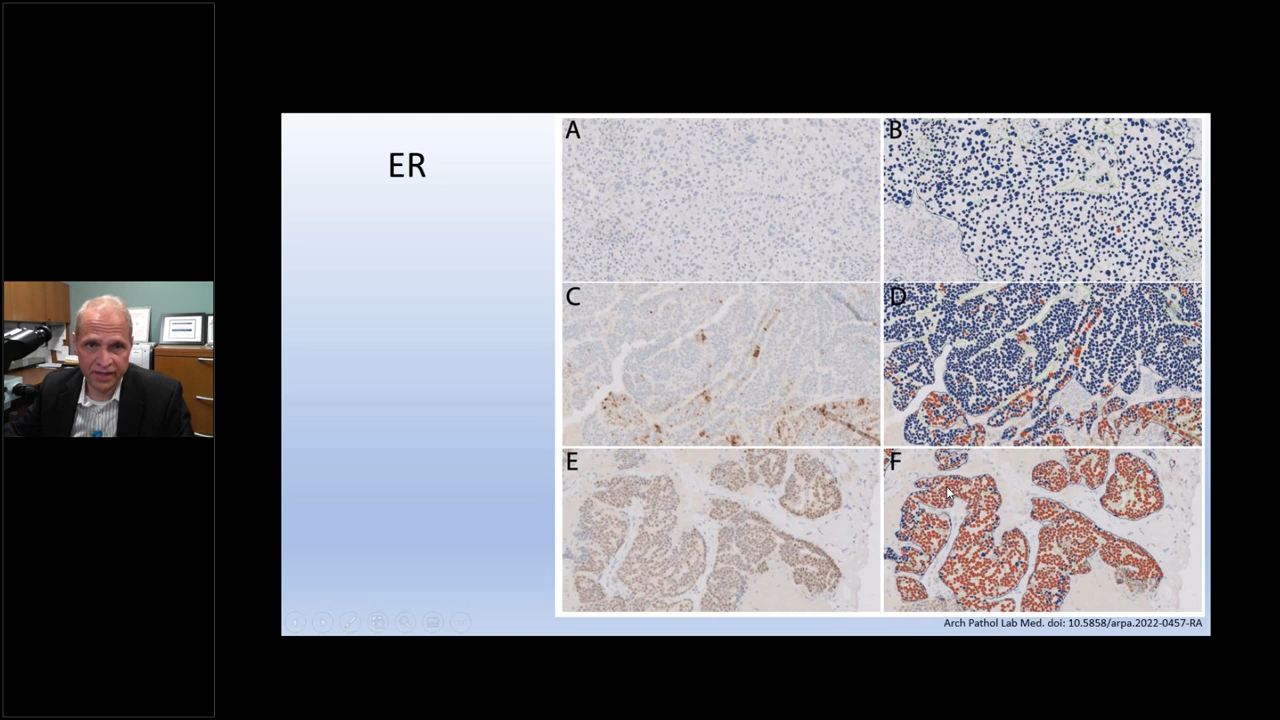 ER
A
B
C
D
E
F
Arch Pathol Lab Med. doi: 10.5858/arpa.2022-0457-RA